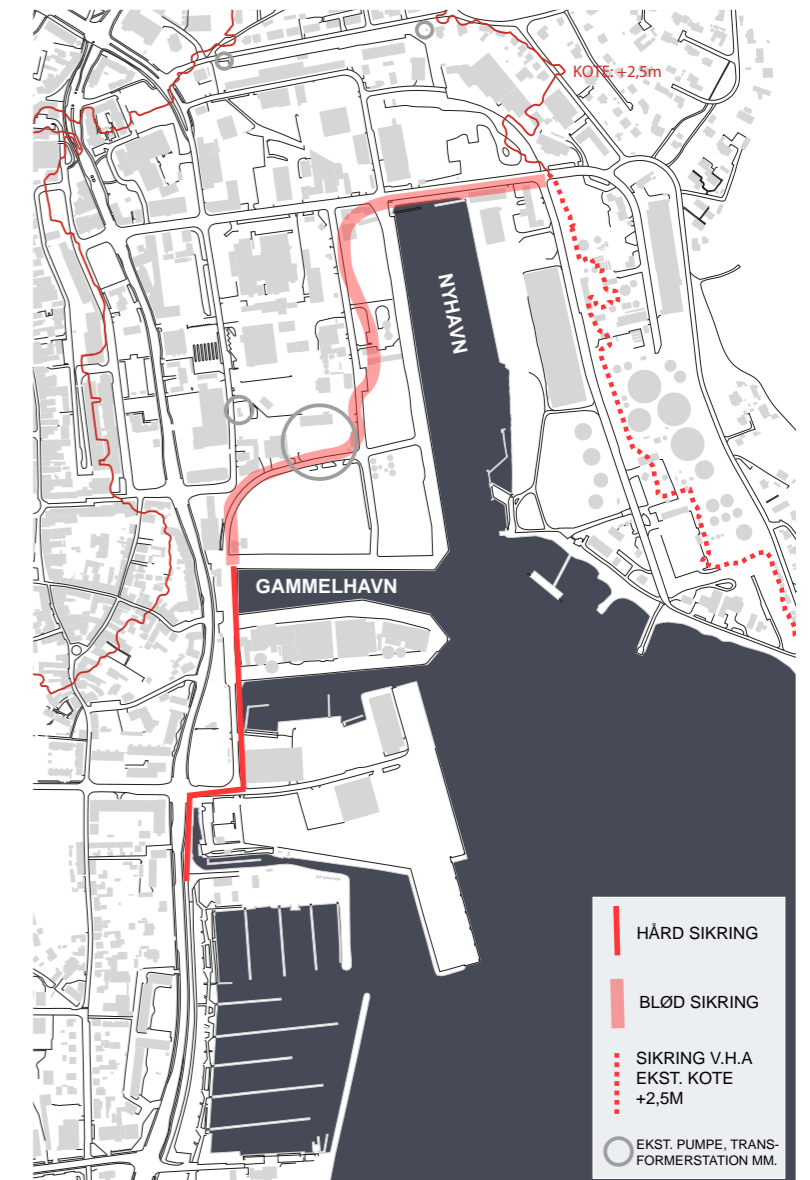 KOTE: +2,5m
NYHAVN
GAMMELHAVN
HÅRD SIKRING
BLØD SIKRING
SIKRING V.H.A
EKST. KOTE
+2,5M
EKST. PUMPE, TRANS-
FORMERSTATION MM.